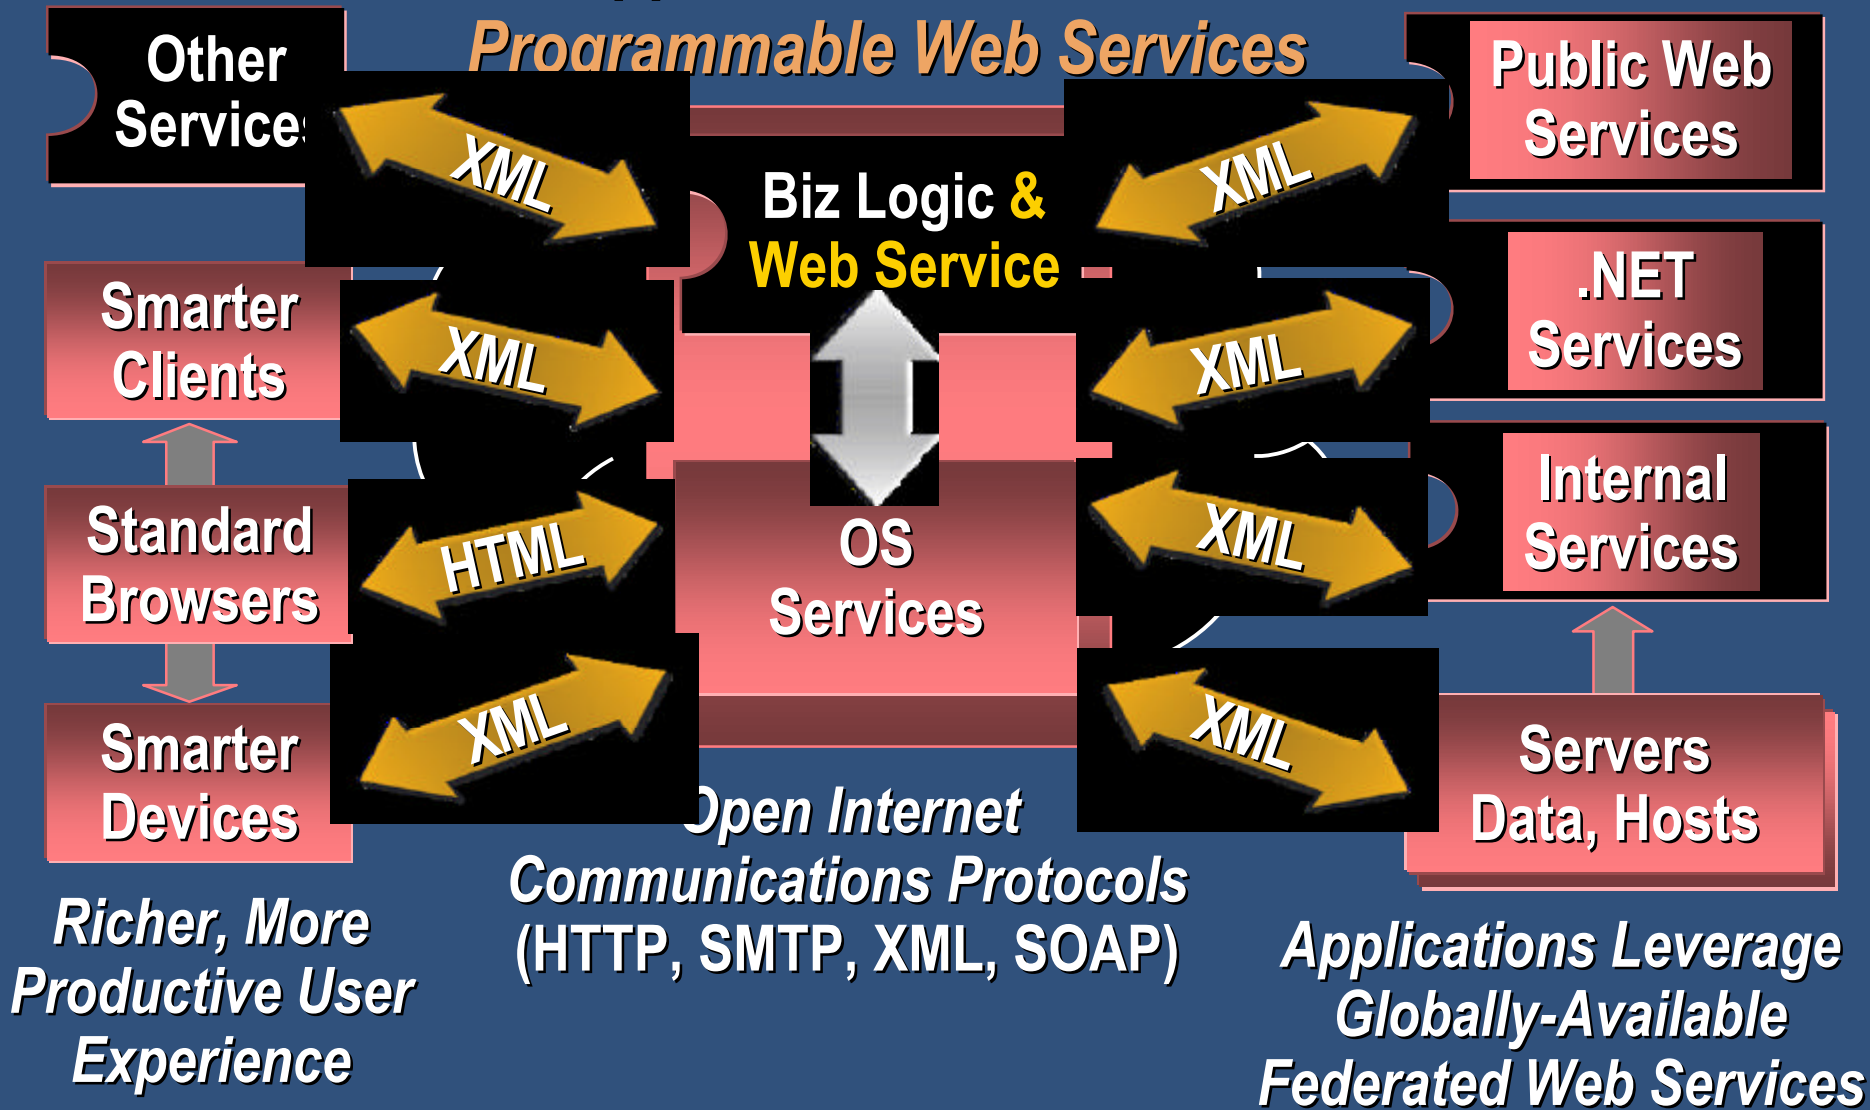 Programmable Web Services
Other
Services
XML
Biz Logic &
Web Service
XML
Public Web
Services
Smarter
Clients
XML
XML
.NET
Services
Standard
Browsers
HTML
OS
Services
XML
Internal
Services
Smarter
Devices
XML
XML
Servers
Data, Hosts
Richer, More
Productive User
Experience
Open Internet
Communications Protocols
(HTTP, SMTP, XML, SOAP)
Applications Leverage
Globally-Available
Federated Web Services